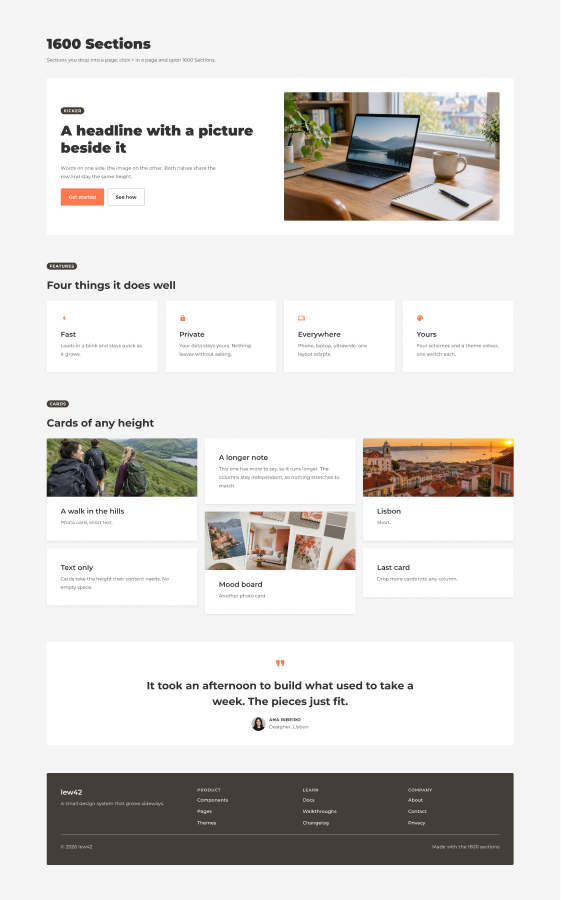 1600 Sections
Sections you drop into a page; click + in a page and open 1600 Sections.
KICKER
A headline with a picture
beside it
Words on one side, the image on the other. Both halves share the
row and stay the same height.
Get started
See how
FEATURES
Four things it does well
Fast
Loads in a blink and stays quick as
it grows.
Private
Your data stays yours. Nothing
leaves without asking.
Everywhere
Phone, laptop, ultrawide: one
layout adapts.
Yours
Four schemes and a theme colour,
one switch each.
CARDS
Cards of any height
A walk in the hills
Photo card, short text.
Text only
Cards take the height their content needs. No
empty space.
A longer note
This one has more to say, so it runs longer. The
columns stay independent, so nothing stretches to
match.
Mood board
Another photo card.
Lisbon
Short.
Last card
Drop more cards into any column.
It took an afternoon to build what used to take a
week. The pieces just fit.
ANA RIBEIRO
Designer, Lisbon
lew42
A small design system that grows sideways.
PRODUCT
Components
Pages
Themes
LEARN
Docs
Walkthroughs
Changelog
COMPANY
About
Contact
Privacy
© 2026 lew42
Made with the 1600 sections